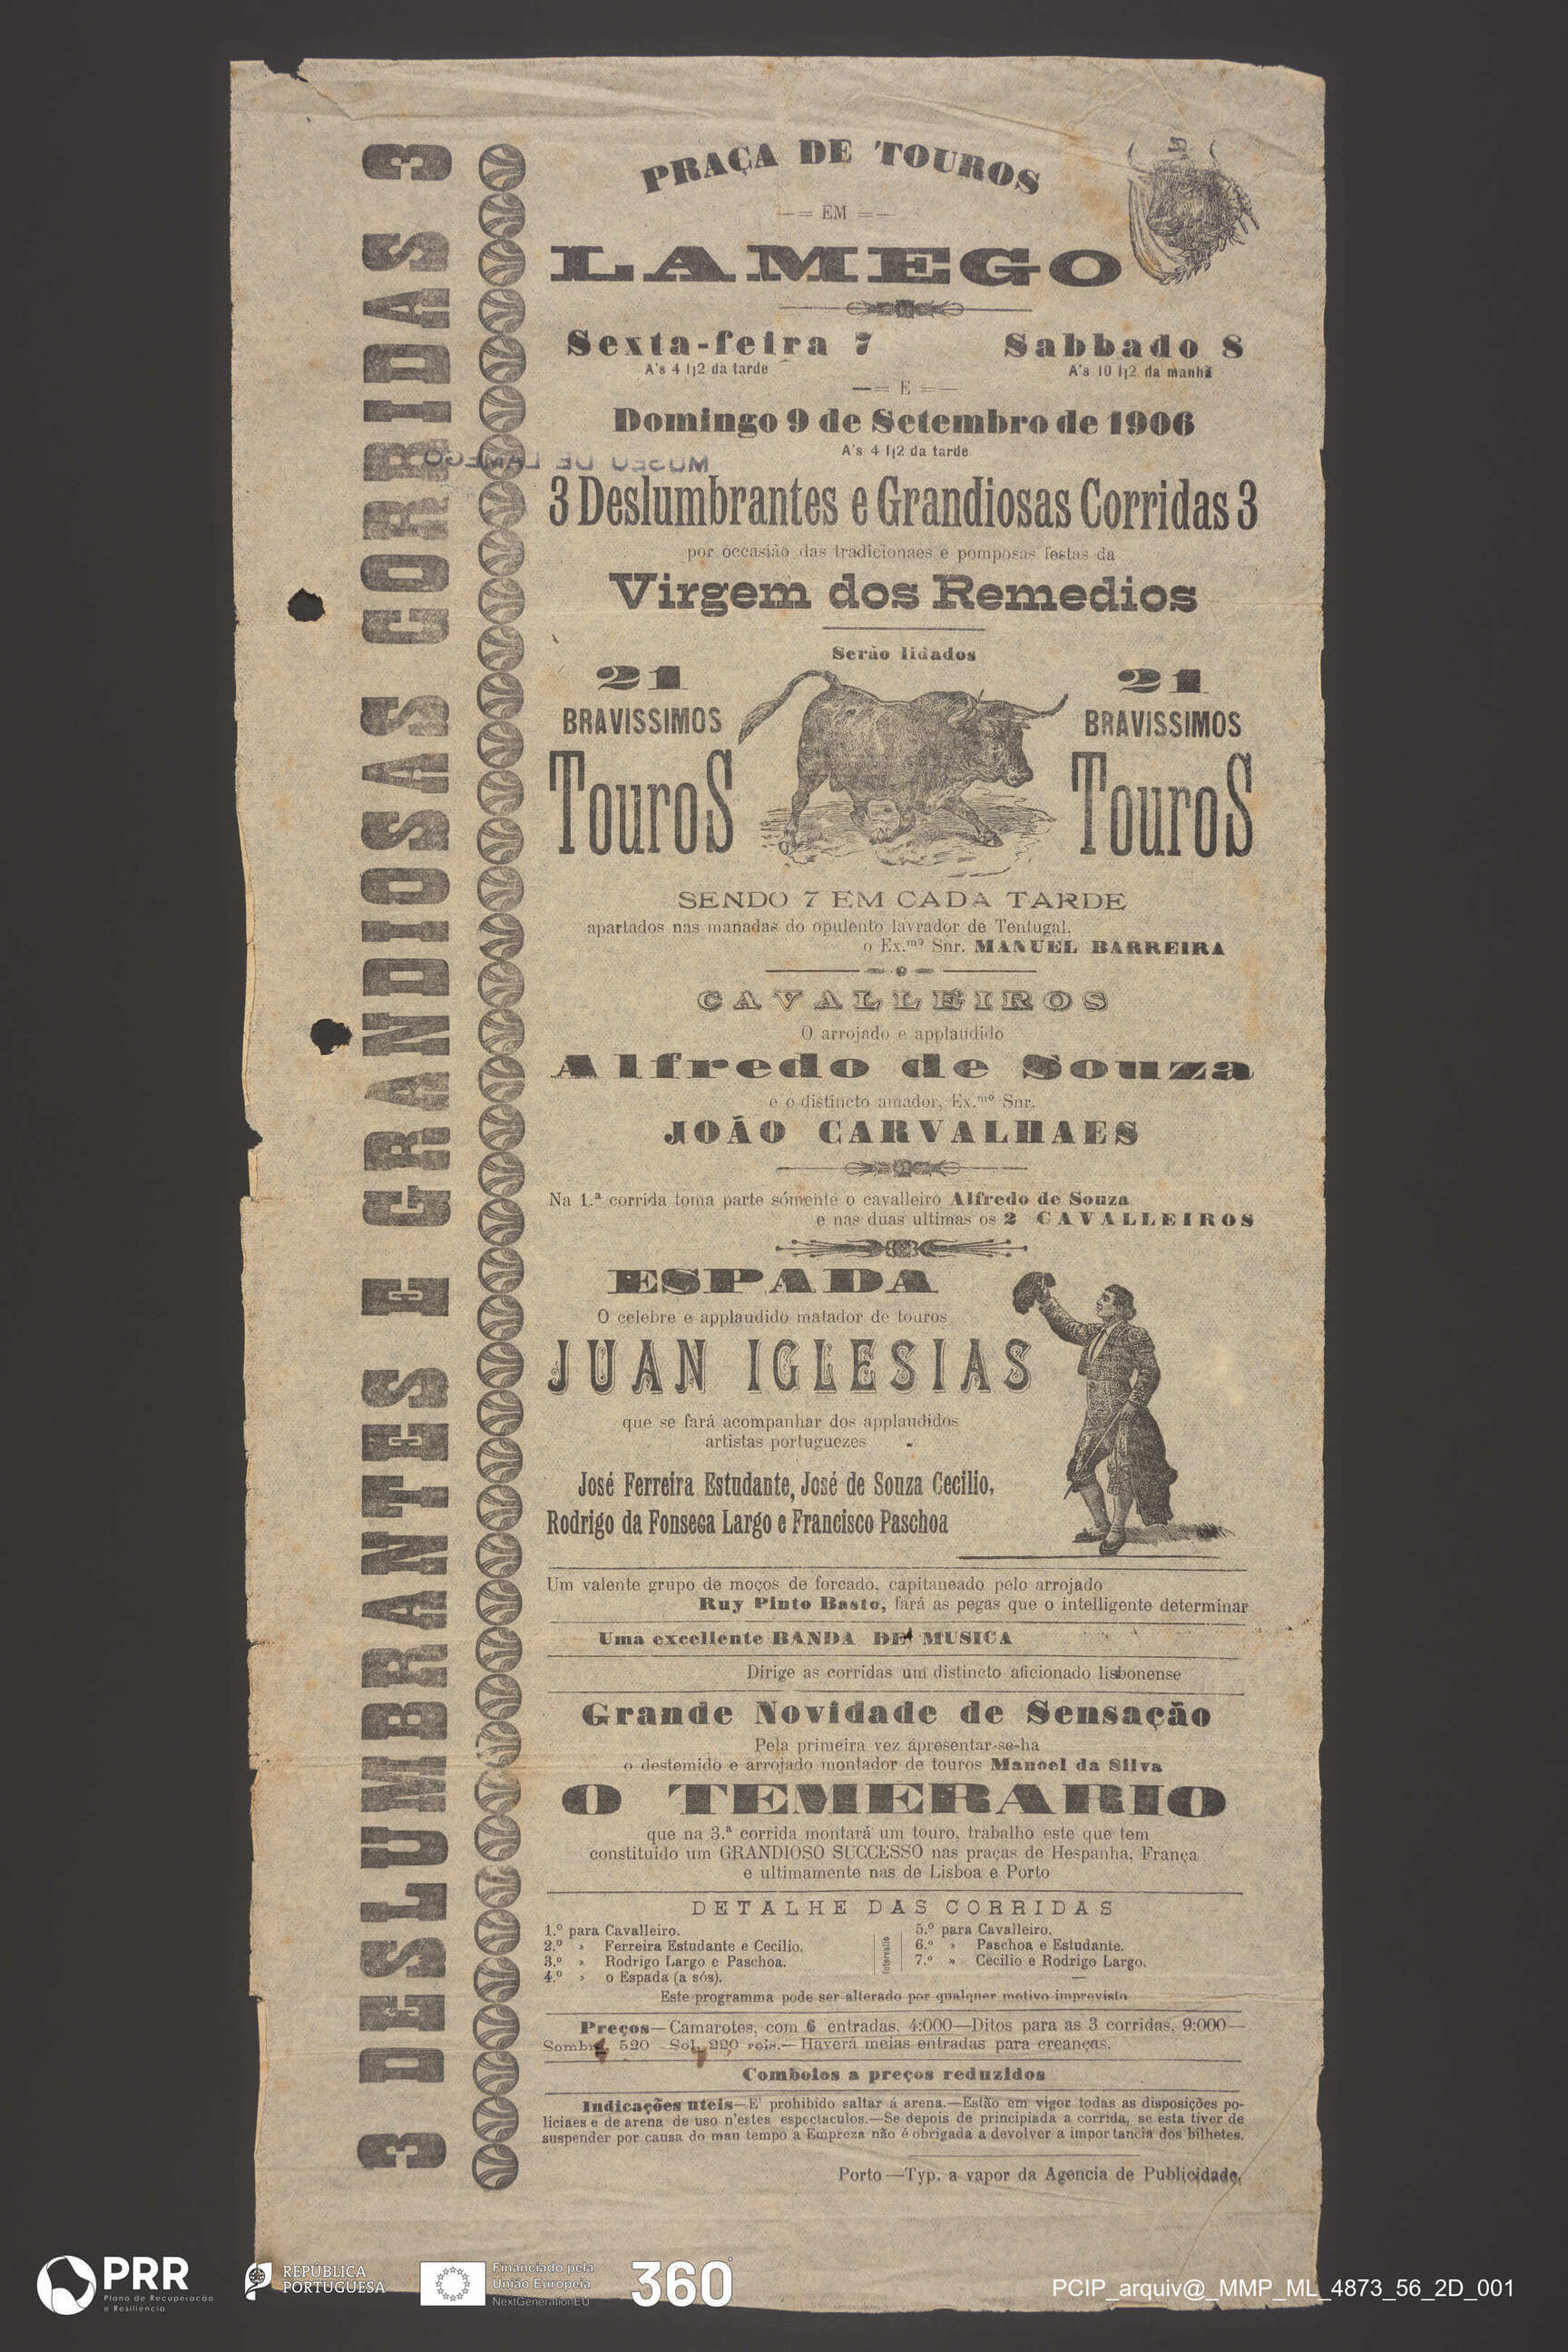 3 DESLUMBRANTES E GRANDIOSAS CORRIDAS 3
PRAÇA DE TOUROS
EM
LAMEGO
Sexta-feira 7
A's 4 1|2 da tarde
Sabbado 8
A's 10 1|2 da manhã
E
Domingo 9 de Setembro de 1906
A's 4 1|2 da tarde
MUSEU DE LAMEGO
3 Deslumbrantes e Grandiosas Corridas 3
por occasião das tradicionaes e pomposas festas da
Virgem dos Remedios
Serão lidados
21
BRAVISSIMOS
TouroS
21
BRAVISSIMOS
TouroS
SENDO 7 EM CADA TARDE
apartados nas manadas do opulento lavrador de Tentugal,
o Ex.mo Snr. MANUEL BARREIRA
CAVALLEIROS
O arrojado e applaudido
Alfredo de Souza
e o distincto amador, Ex.mo Snr.
JOÃO CARVALHAES
Na 1.ª corrida toma parte sómente o cavalleiro Alfredo de Souza
e nas duas ultimas os 2 CAVALLEIROS
ESPADA
O celebre e applaudido matador de touros
JUAN IGLESIAS
que se fará acompanhar dos applaudidos
artistas portuguezes
José Ferreira Estudante, José de Souza Cecilio,
Rodrigo da Fonseca Largo e Francisco Paschoa
Um valente grupo de moços de forcado, capitaneado pelo arrojado
Ruy Pinto Basto, fará as pegas que o intelligente determinar
Uma excellente BANDA DE MUSICA
Dirige as corridas um distincto aficionado lisbonense
Grande Novidade de Sensação
Pela primeira vez apresentar-se-ha
o destemido e arrojado montador de touros Manoel da Silva
O TEMERARIO
que na 3.ª corrida montará um touro, trabalho este que tem
constituido um GRANDIOSO SUCCESSO nas praças de Hespanha, França
e ultimamente nas de Lisboa e Porto
DETALHE DAS CORRIDAS
1.º para Cavalleiro.
2.º » Ferreira Estudante e Cecilio.
3.º » Rodrigo Largo e Paschoa.
4.º » o Espada (a sós).
Intervallo
5.º para Cavalleiro.
6.º » Paschoa e Estudante.
7.º » Cecilio e Rodrigo Largo.
Este programma pode ser alterado por qualquer motivo imprevisto
Preços—Camarotes, com 6 entradas, 4:000—Ditos para as 3 corridas, 9:000—
Sombra, 520 Sol, 220 reis.—Haverá meias entradas para creanças.
Comboios a preços reduzidos
Indicações uteis—E' prohibido saltar á arena.—Estão em vigor todas as disposições po-
liciaes e de arena de uso n'estes espectaculos.—Se depois de principiada a corrida, se esta tiver de
suspender por causa do mau tempo a Empreza não é obrigada a devolver a importancia dos bilhetes.
Porto—Typ. a vapor da Agencia de Publicidade,
PRR
Plano de Recuperação
e Resiliência
REPÚBLICA
PORTUGUESA
Financiado pela
União Europeia
NextGenerationEU
360°
PCIP_arquiv@_MMP_ML_4873_56_2D_001